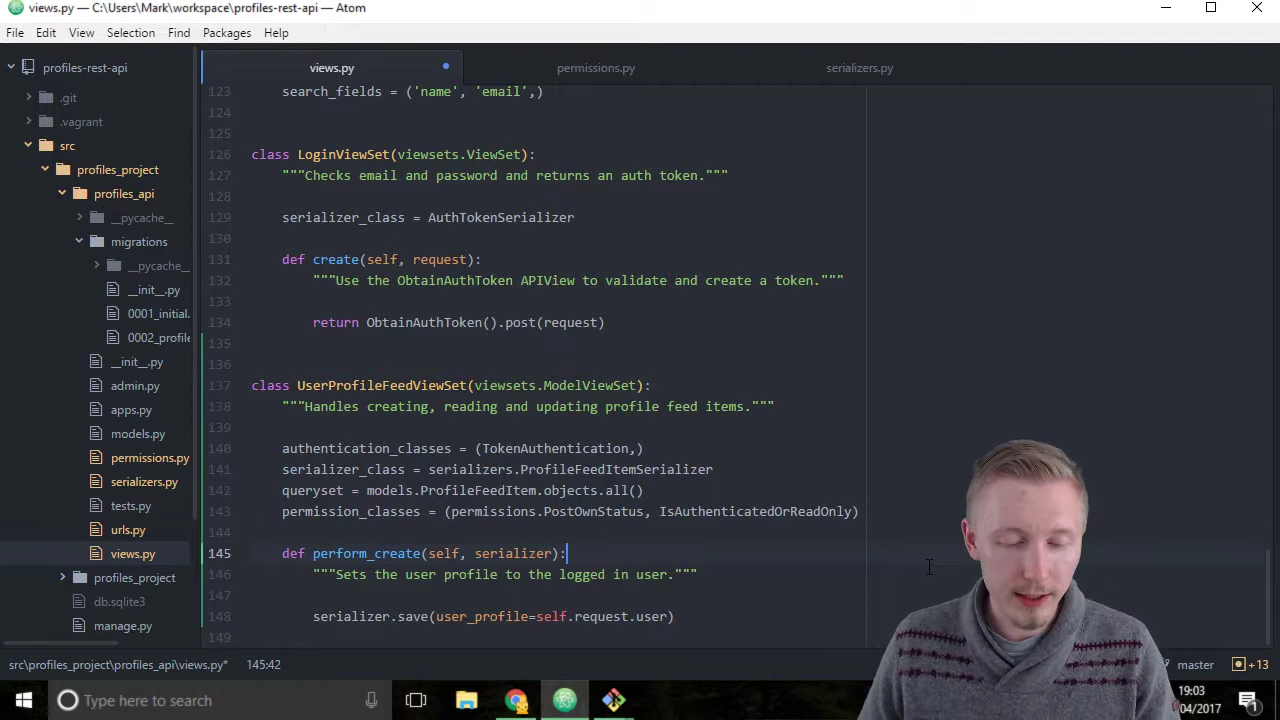 views.py — C:\Users\Mark\workspace\profiles-rest-api — Atom
File Edit View Selection Find Packages Help
profiles-rest-api
.git
.vagrant
src
profiles_project
profiles_api
__pycache__
migrations
__pycache__
__init__.py
0001_initial.
0002_profile
__init__.py
admin.py
apps.py
models.py
permissions.py
serializers.py
tests.py
urls.py
views.py
profiles_project
db.sqlite3
manage.py
views.py permissions.py serializers.py
123 search_fields = ('name', 'email',)
124
125
126 class LoginViewSet(viewsets.ViewSet):
127 """Checks email and password and returns an auth token."""
128
129 serializer_class = AuthTokenSerializer
130
131 def create(self, request):
132 """Use the ObtainAuthToken APIView to validate and create a token."""
133
134 return ObtainAuthToken().post(request)
135
136
137 class UserProfileFeedViewSet(viewsets.ModelViewSet):
138 """Handles creating, reading and updating profile feed items."""
139
140 authentication_classes = (TokenAuthentication,)
141 serializer_class = serializers.ProfileFeedItemSerializer
142 queryset = models.ProfileFeedItem.objects.all()
143 permission_classes = (permissions.PostOwnStatus, IsAuthenticatedOrReadOnly)
144
145 def perform_create(self, serializer):
146 """Sets the user profile to the logged in user."""
147
148 serializer.save(user_profile=self.request.user)
149
src\profiles_project\profiles_api\views.py* 145:42 master +13
Type here to search
19:03
04/2017
1